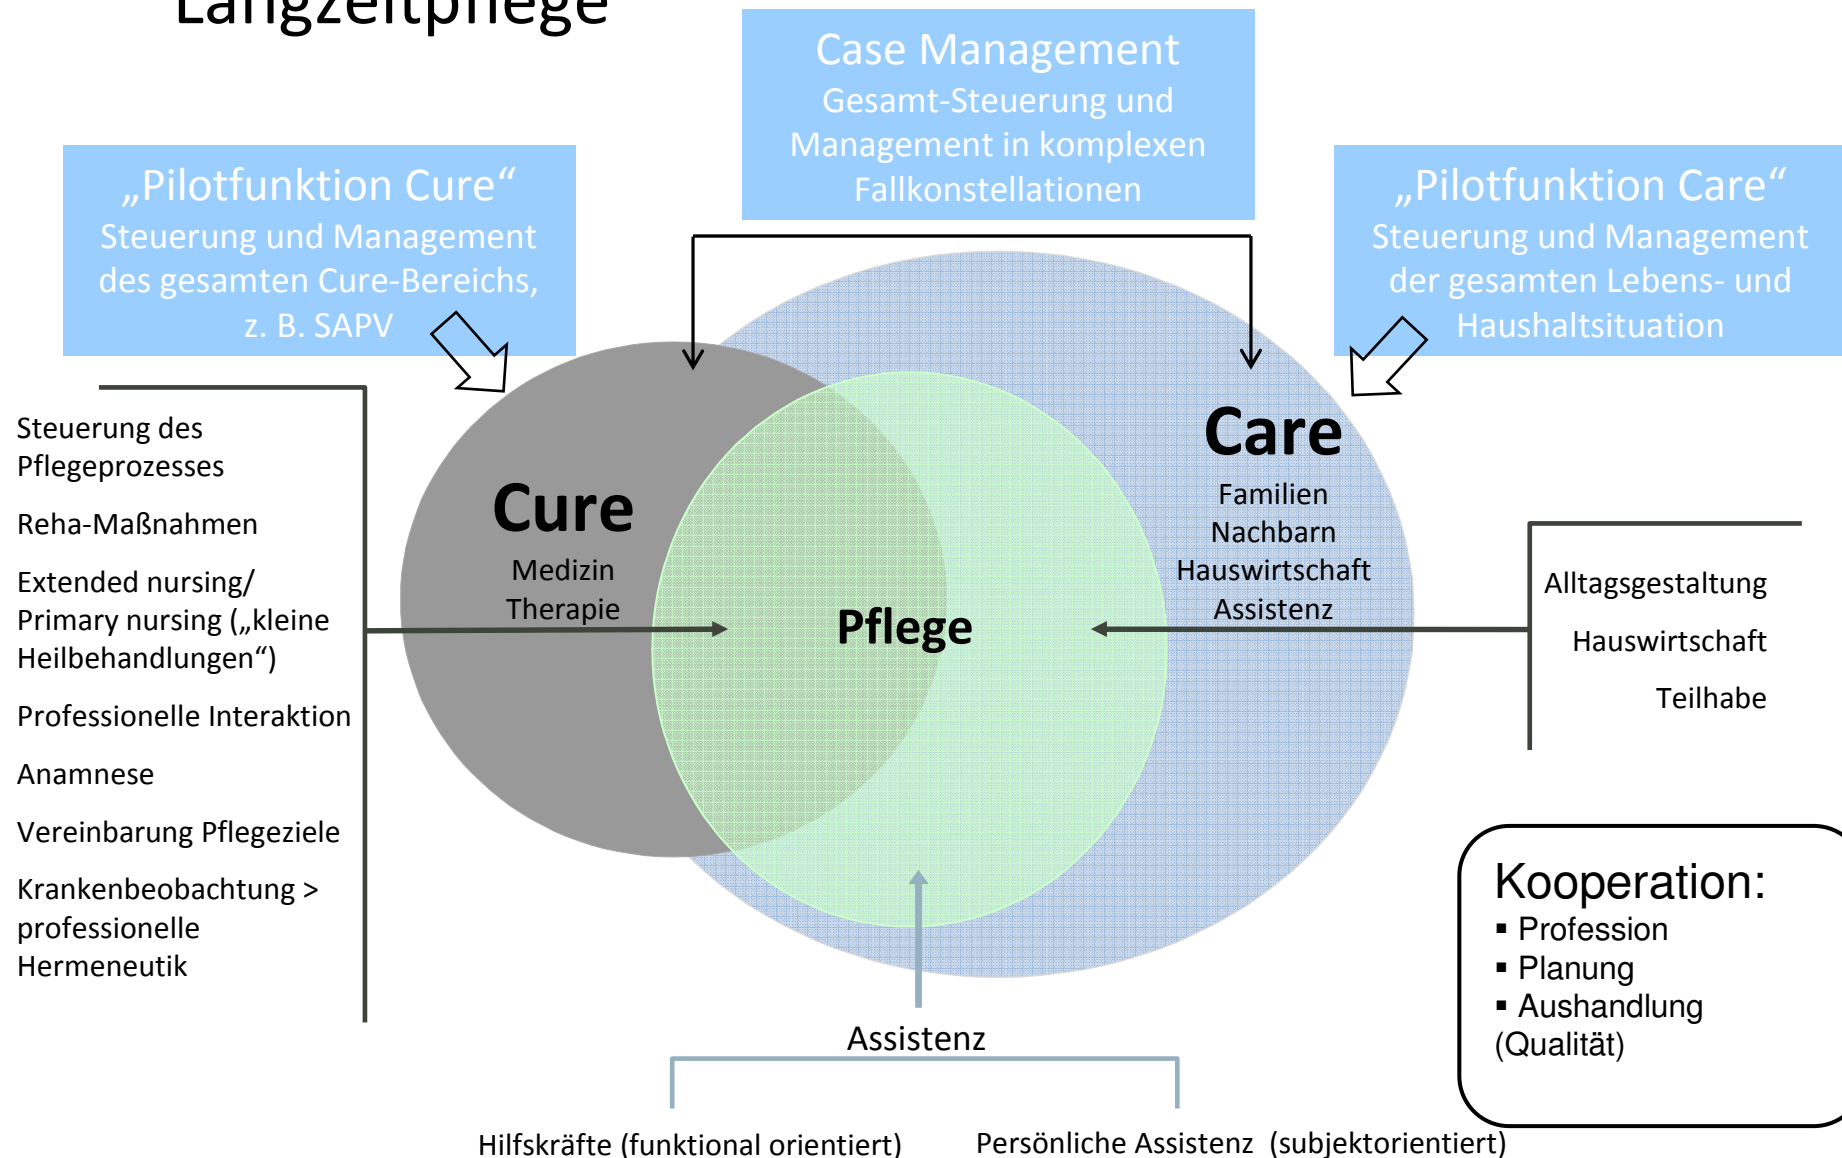 Langzeitpflege
Case Management
Gesamt-Steuerung und
Management in komplexen
Fallkonstellationen
„Pilotfunktion Cure“
Steuerung und Management
des gesamten Cure-Bereichs,
z. B. SAPV
„Pilotfunktion Care“
Steuerung und Management
der gesamten Lebens- und
Haushaltsituation
Steuerung des
Pflegeprozesses
Reha-Maßnahmen
Extended nursing/
Primary nursing („kleine
Heilbehandlungen“)
Professionelle Interaktion
Anamnese
Vereinbarung Pflegeziele
Krankenbeobachtung >
professionelle
Hermeneutik
Cure
Medizin
Therapie
Pflege
Care
Familien
Nachbarn
Hauswirtschaft
Assistenz
Alltagsgestaltung
Hauswirtschaft
Teilhabe
Kooperation:
▪ Profession
▪ Planung
▪ Aushandlung
(Qualität)
Assistenz
Hilfskräfte (funktional orientiert)
Persönliche Assistenz (subjektorientiert)